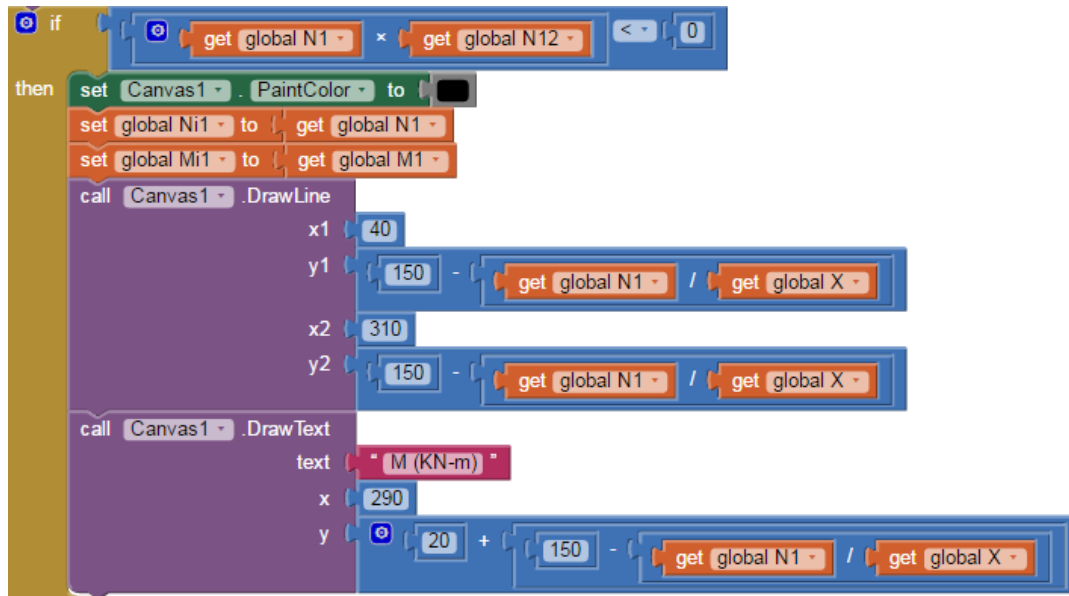 if get global N1 × get global N12 < 0
then set Canvas1 . PaintColor to
set global Ni1 to get global N1
set global Mi1 to get global M1
call Canvas1 .DrawLine
x1 40
y1 150 - get global N1 / get global X
x2 310
y2 150 - get global N1 / get global X
call Canvas1 .DrawText
text " M (KN-m) "
x 290
y 20 + 150 - get global N1 / get global X